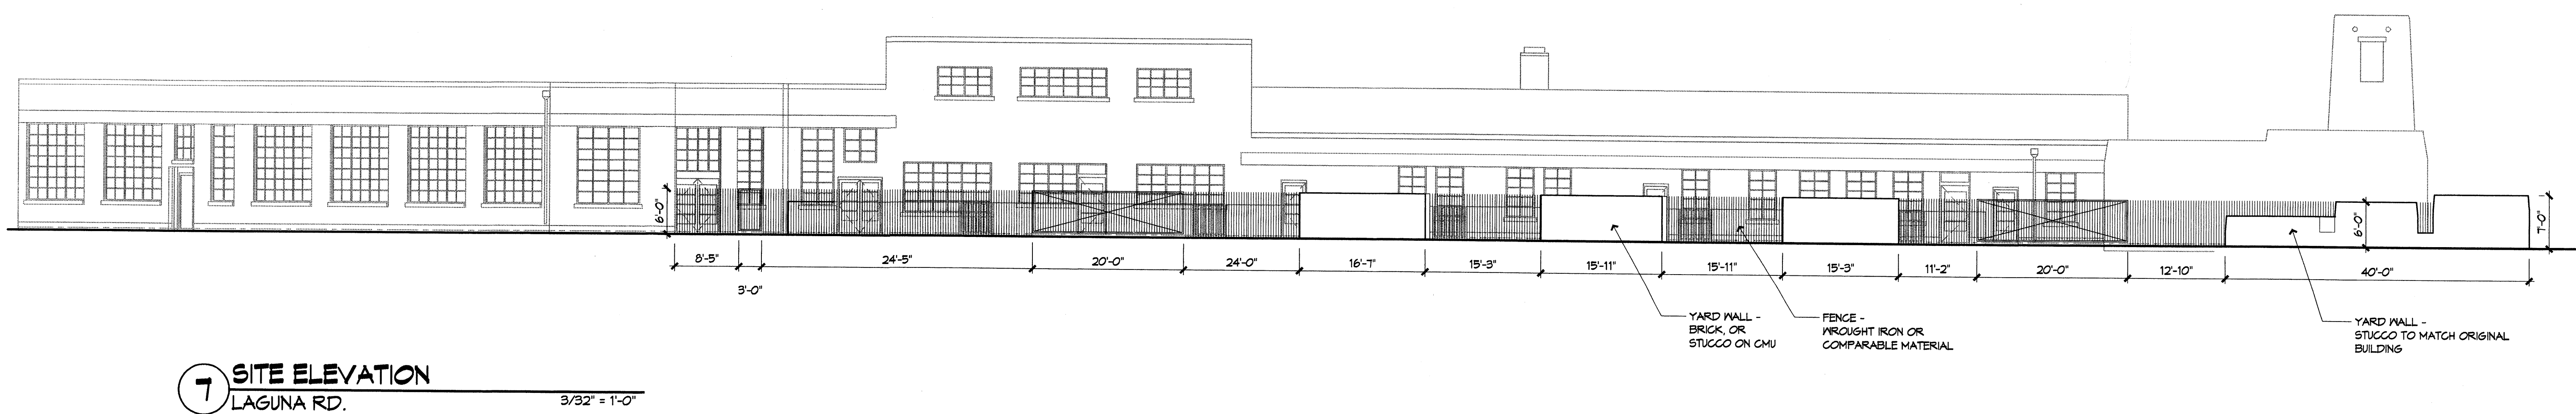 6'-0"
6'-0"
7'-0"
8'-5"
3'-0"
24'-5"
20'-0"
24'-0"
16'-7"
15'-3"
15'-11"
15'-11"
15'-3"
11'-2"
20'-0"
12'-10"
40'-0"
YARD WALL -
BRICK, OR
STUCCO ON CMU
FENCE -
WROUGHT IRON OR
COMPARABLE MATERIAL
YARD WALL -
STUCCO TO MATCH ORIGINAL
BUILDING
7 SITE ELEVATION
LAGUNA RD. 3/32" = 1'-0"